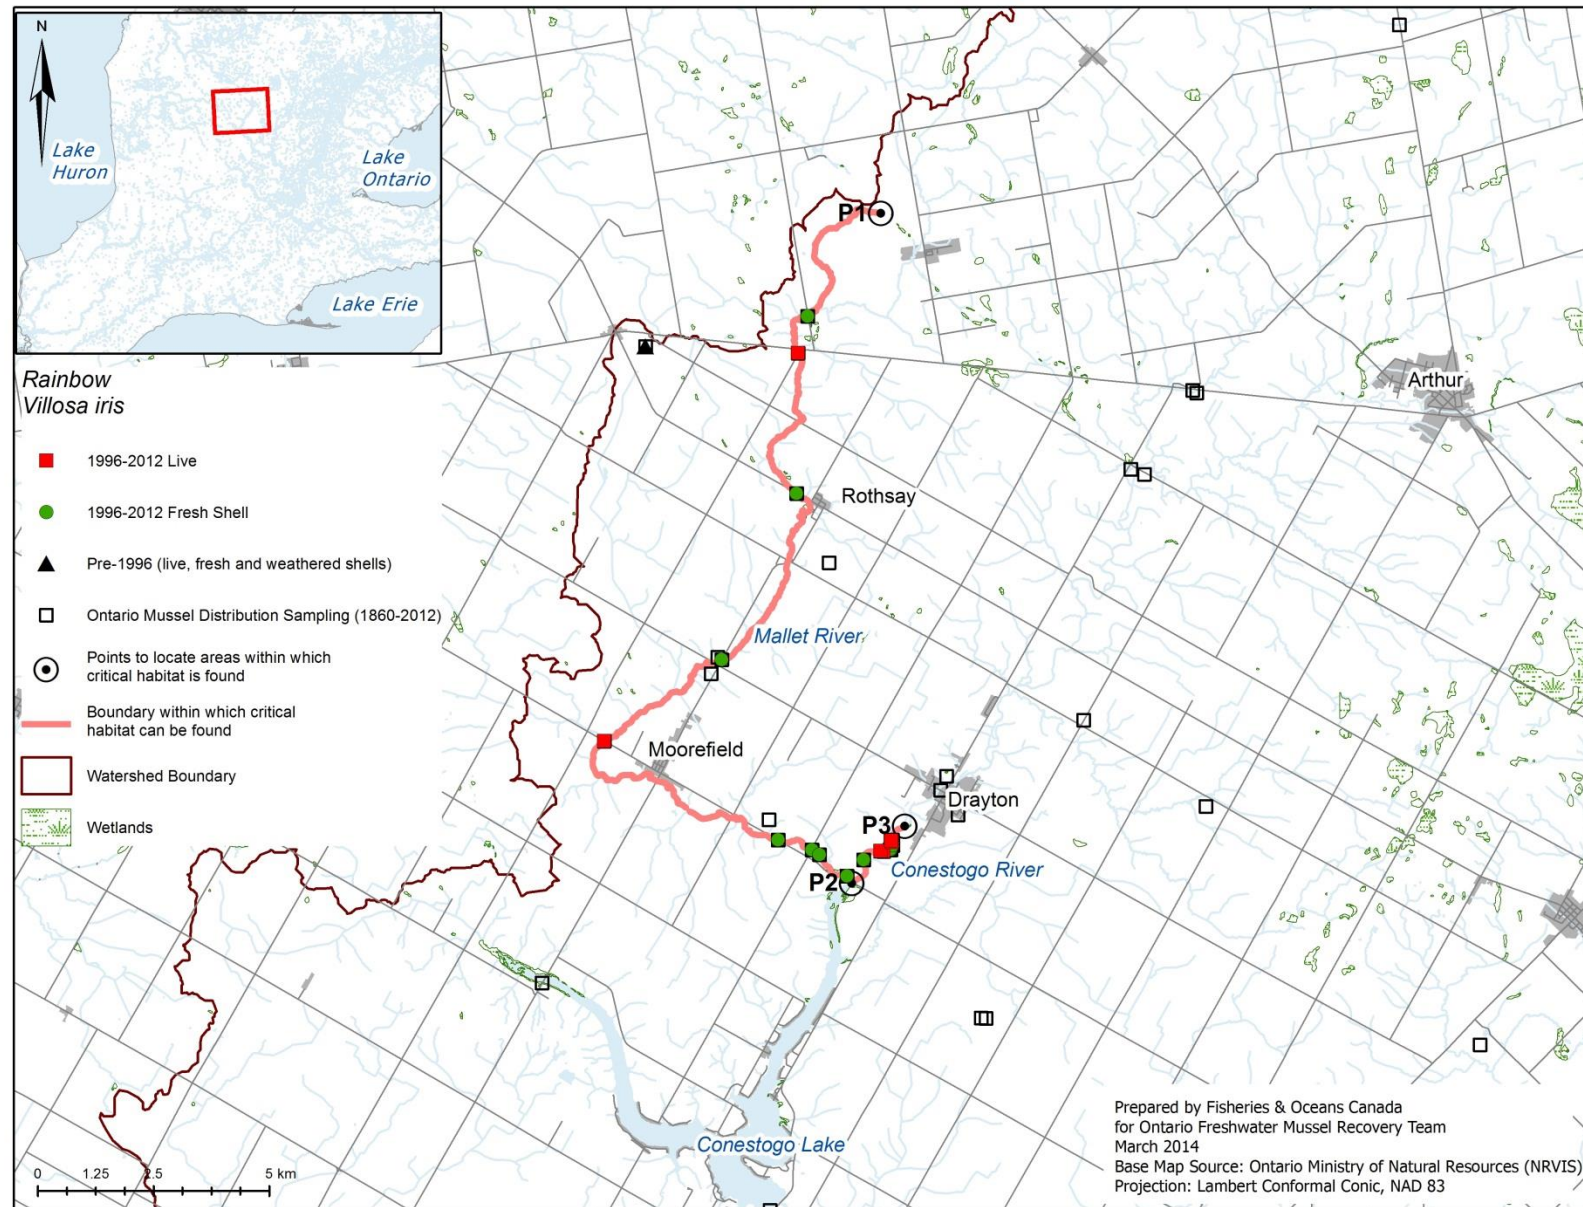 N
Lake
Huron
Lake
Ontario
Lake Erie
Rainbow
Villosa iris
1996-2012 Live
1996-2012 Fresh Shell
Pre-1996 (live, fresh and weathered shells)
Ontario Mussel Distribution Sampling (1860-2012)
Points to locate areas within which
critical habitat is found
Boundary within which critical
habitat can be found
Watershed Boundary
Wetlands
P1
Arthur
Rothsay
Mallet River
Moorefield
Drayton
P3
Conestogo River
P2
Conestogo Lake
0 1.25 2.5 5 km
Prepared by Fisheries & Oceans Canada
for Ontario Freshwater Mussel Recovery Team
March 2014
Base Map Source: Ontario Ministry of Natural Resources (NRVIS)
Projection: Lambert Conformal Conic, NAD 83